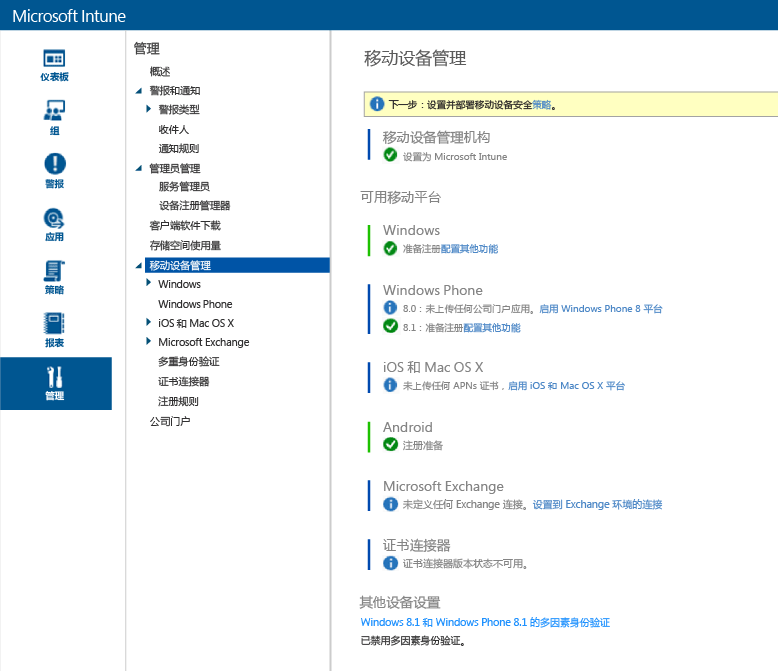 Microsoft Intune
仪表板
组
警报
应用
策略
报表
管理
管理
概述
警报和通知
警报类型
收件人
通知规则
管理员管理
服务管理员
设备注册管理器
客户端软件下载
存储空间使用量
移动设备管理
Windows
Windows Phone
iOS 和 Mac OS X
Microsoft Exchange
多重身份验证
证书连接器
注册规则
公司门户
移动设备管理
下一步：设置并部署移动设备安全策略。
移动设备管理机构
设置为 Microsoft Intune
可用移动平台
Windows
准备注册配置其他功能
Windows Phone
8.0：未上传任何公司门户应用。启用 Windows Phone 8 平台
8.1：准备注册配置其他功能
iOS 和 Mac OS X
未上传任何 APNs 证书，启用 iOS 和 Mac OS X 平台
Android
注册准备
Microsoft Exchange
未定义任何 Exchange 连接。设置到 Exchange 环境的连接
证书连接器
证书连接器版本状态不可用。
其他设备设置
Windows 8.1 和 Windows Phone 8.1 的多因素身份验证
已禁用多因素身份验证。